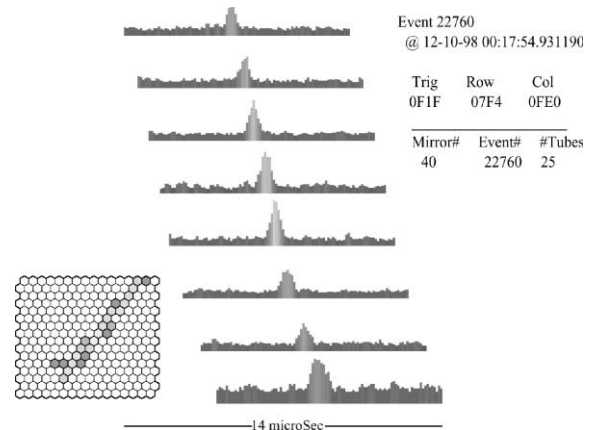 Event 22760
@ 12-10-98 00:17:54.931190
Trig Row Col
0F1F 07F4 0FE0
Mirror# Event# #Tubes
40 22760 25
14 microSec